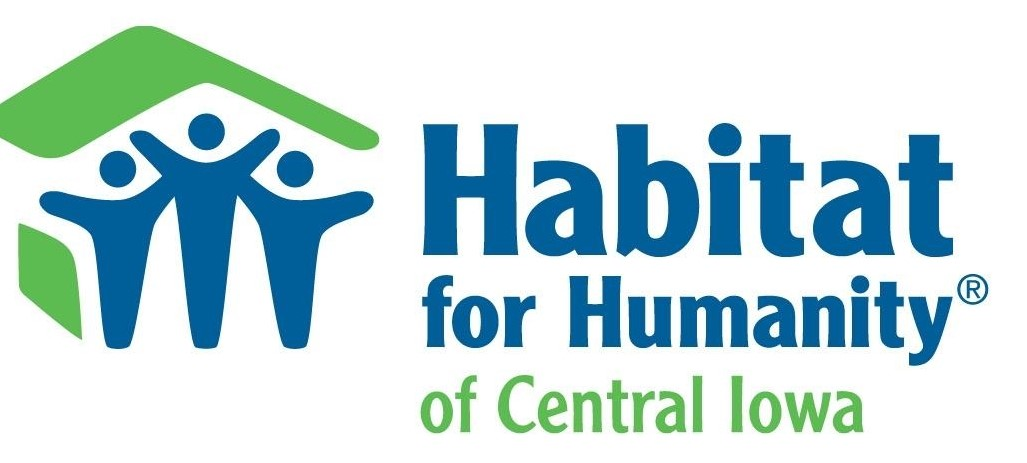 Habitat
for Humanity®
of Central Iowa